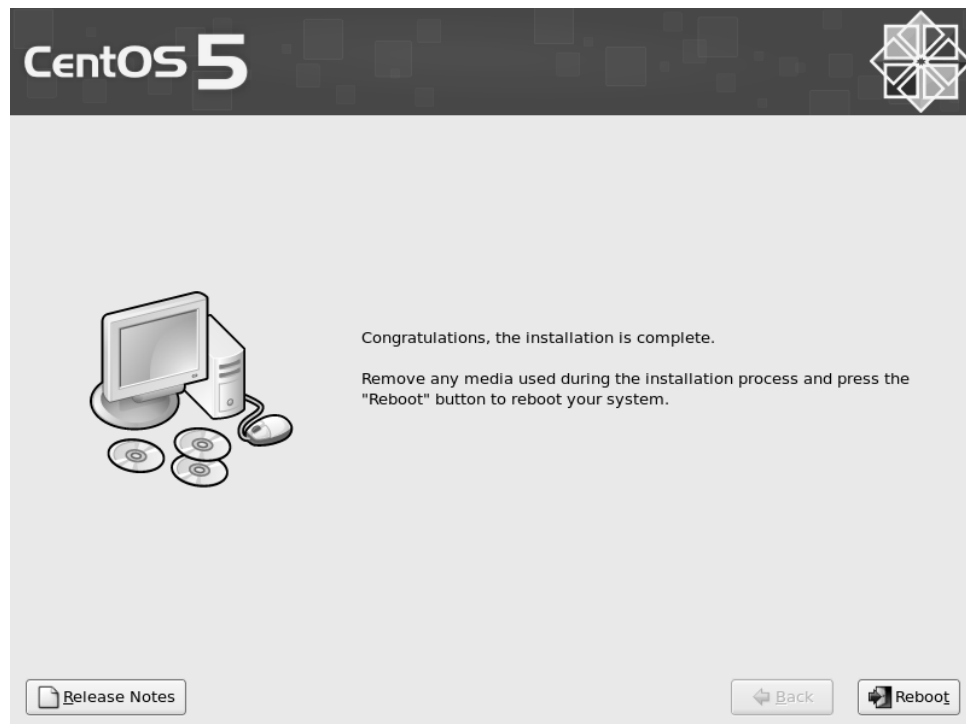 CentOS 5
Congratulations, the installation is complete.
Remove any media used during the installation process and press the
"Reboot" button to reboot your system.
Release Notes
Back
Reboot